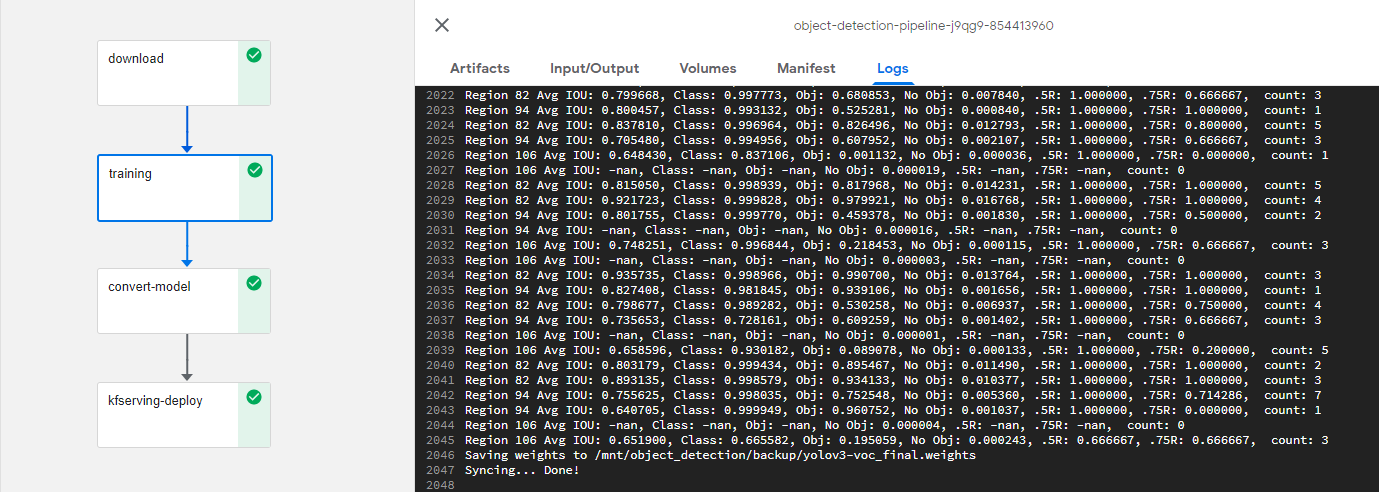 download
training
convert-model
kfserving-deploy
object-detection-pipeline-j9qg9-854413960
Artifacts Input/Output Volumes Manifest Logs
2022 Region 82 Avg IOU: 0.799668, Class: 0.997773, Obj: 0.680853, No Obj: 0.007840, .5R: 1.000000, .75R: 0.666667, count: 3
2023 Region 94 Avg IOU: 0.800457, Class: 0.993132, Obj: 0.525281, No Obj: 0.000840, .5R: 1.000000, .75R: 1.000000, count: 1
2024 Region 82 Avg IOU: 0.837810, Class: 0.996964, Obj: 0.826496, No Obj: 0.012793, .5R: 1.000000, .75R: 0.800000, count: 5
2025 Region 94 Avg IOU: 0.705480, Class: 0.994956, Obj: 0.607952, No Obj: 0.002107, .5R: 1.000000, .75R: 0.666667, count: 3
2026 Region 106 Avg IOU: 0.648430, Class: 0.837106, Obj: 0.001132, No Obj: 0.000036, .5R: 1.000000, .75R: 0.000000, count: 1
2027 Region 106 Avg IOU: -nan, Class: -nan, Obj: -nan, No Obj: 0.000019, .5R: -nan, .75R: -nan, count: 0
2028 Region 82 Avg IOU: 0.815050, Class: 0.998939, Obj: 0.817968, No Obj: 0.014231, .5R: 1.000000, .75R: 1.000000, count: 5
2029 Region 82 Avg IOU: 0.921723, Class: 0.999828, Obj: 0.979921, No Obj: 0.016768, .5R: 1.000000, .75R: 1.000000, count: 4
2030 Region 94 Avg IOU: 0.801755, Class: 0.999770, Obj: 0.459378, No Obj: 0.001830, .5R: 1.000000, .75R: 0.500000, count: 2
2031 Region 94 Avg IOU: -nan, Class: -nan, Obj: -nan, No Obj: 0.000016, .5R: -nan, .75R: -nan, count: 0
2032 Region 106 Avg IOU: 0.748251, Class: 0.996844, Obj: 0.218453, No Obj: 0.000115, .5R: 1.000000, .75R: 0.666667, count: 3
2033 Region 106 Avg IOU: -nan, Class: -nan, Obj: -nan, No Obj: 0.000003, .5R: -nan, .75R: -nan, count: 0
2034 Region 82 Avg IOU: 0.935735, Class: 0.998966, Obj: 0.990700, No Obj: 0.013764, .5R: 1.000000, .75R: 1.000000, count: 3
2035 Region 94 Avg IOU: 0.827408, Class: 0.981845, Obj: 0.939106, No Obj: 0.001656, .5R: 1.000000, .75R: 1.000000, count: 1
2036 Region 82 Avg IOU: 0.798677, Class: 0.989282, Obj: 0.530258, No Obj: 0.006937, .5R: 1.000000, .75R: 0.750000, count: 4
2037 Region 94 Avg IOU: 0.735653, Class: 0.728161, Obj: 0.609259, No Obj: 0.001402, .5R: 1.000000, .75R: 0.666667, count: 3
2038 Region 106 Avg IOU: -nan, Class: -nan, Obj: -nan, No Obj: 0.000001, .5R: -nan, .75R: -nan, count: 0
2039 Region 106 Avg IOU: 0.658596, Class: 0.930182, Obj: 0.089078, No Obj: 0.000133, .5R: 1.000000, .75R: 0.200000, count: 5
2040 Region 82 Avg IOU: 0.803179, Class: 0.999434, Obj: 0.895467, No Obj: 0.011490, .5R: 1.000000, .75R: 1.000000, count: 2
2041 Region 82 Avg IOU: 0.893135, Class: 0.998579, Obj: 0.934133, No Obj: 0.010377, .5R: 1.000000, .75R: 1.000000, count: 3
2042 Region 94 Avg IOU: 0.755625, Class: 0.998035, Obj: 0.752548, No Obj: 0.005360, .5R: 1.000000, .75R: 0.714286, count: 7
2043 Region 94 Avg IOU: 0.640705, Class: 0.999949, Obj: 0.960752, No Obj: 0.001037, .5R: 1.000000, .75R: 0.000000, count: 1
2044 Region 106 Avg IOU: -nan, Class: -nan, Obj: -nan, No Obj: 0.000004, .5R: -nan, .75R: -nan, count: 0
2045 Region 106 Avg IOU: 0.651900, Class: 0.665582, Obj: 0.195059, No Obj: 0.000243, .5R: 0.666667, .75R: 0.666667, count: 3
2046 Saving weights to /mnt/object_detection/backup/yolov3-voc_final.weights
2047 Syncing... Done!
2048